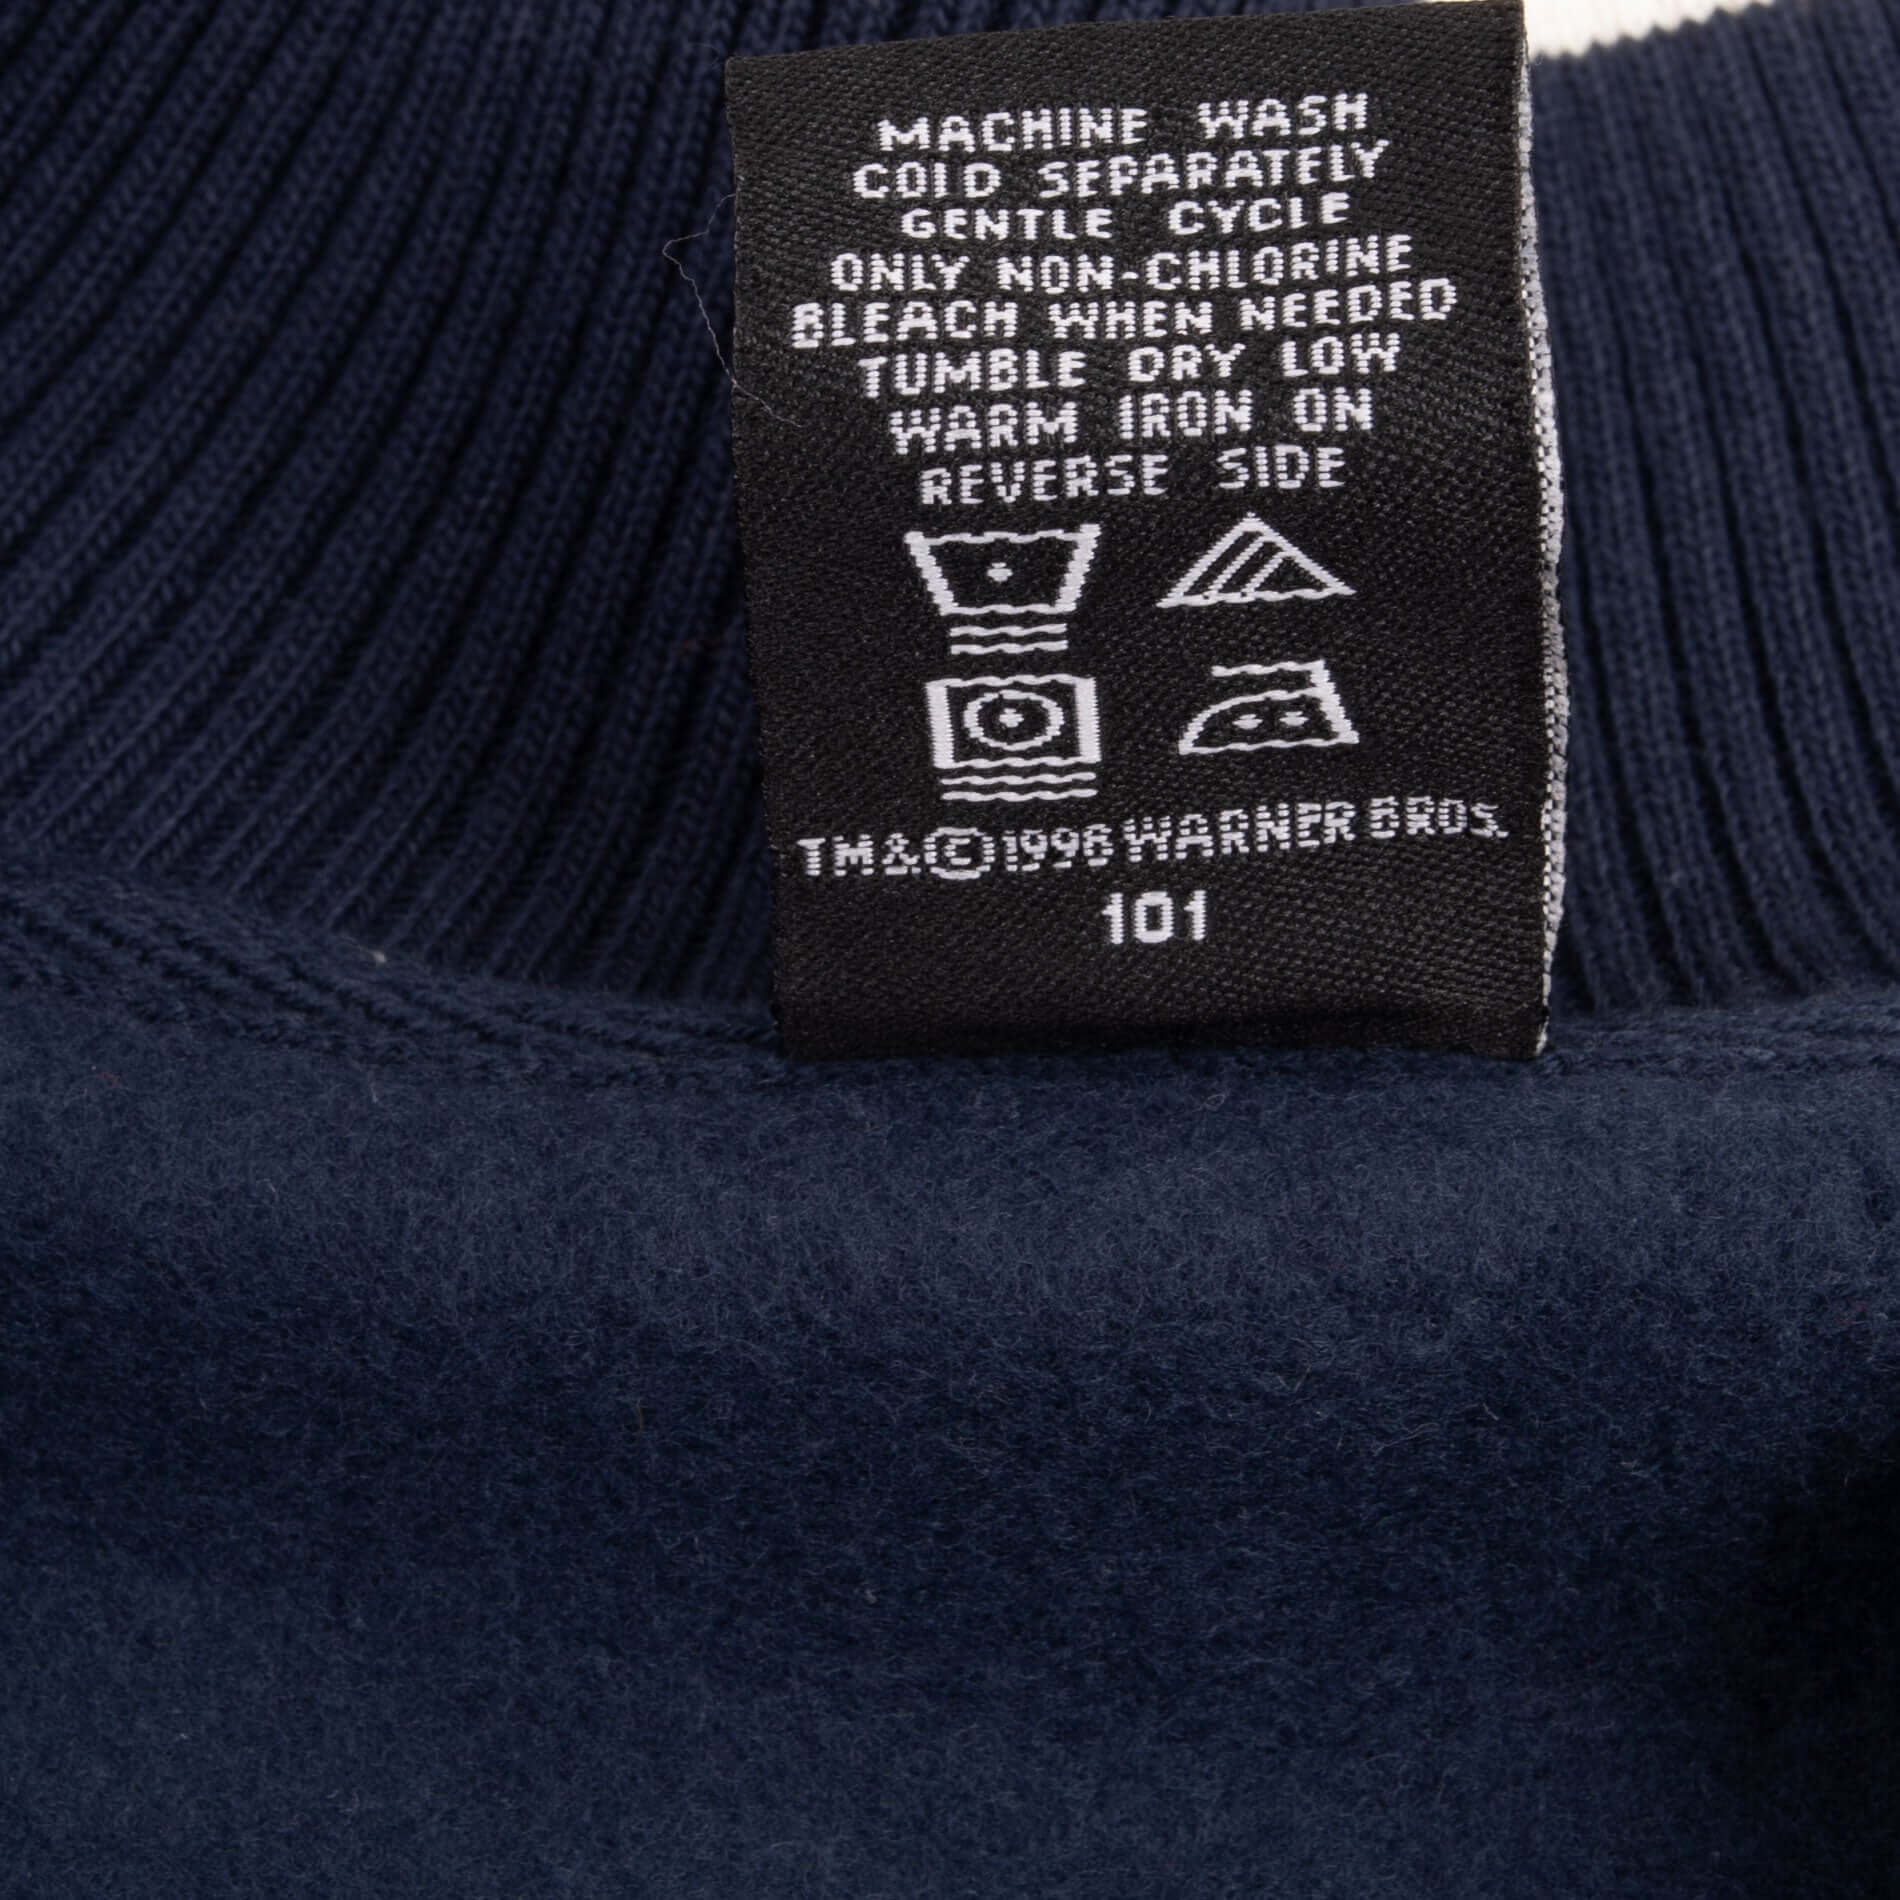 MACHINE WASH
COLD SEPARATELY
GENTLE CYCLE
ONLY NON-CHLORINE
BLEACH WHEN NEEDED
TUMBLE DRY LOW
WARM IRON ON
REVERSE SIDE
TM&©1996 WARNER BROS.
101